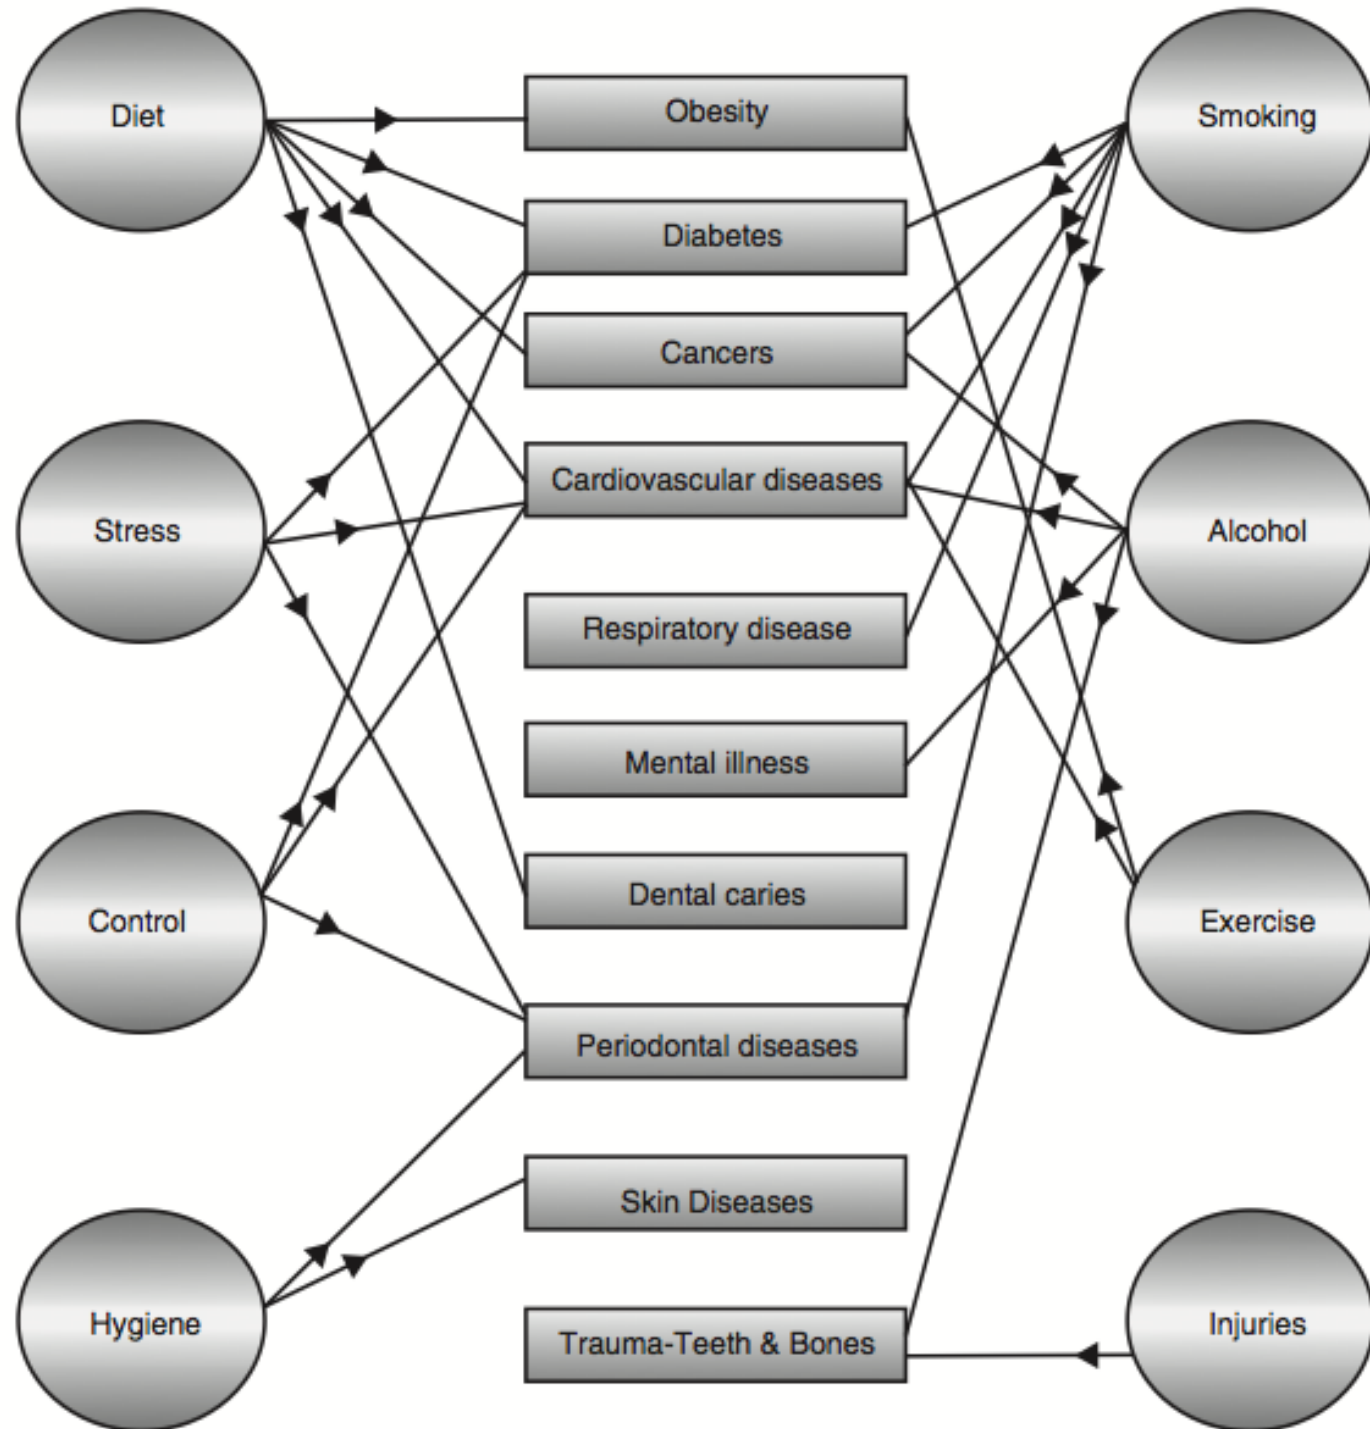 Diet
Obesity
Smoking
Diabetes
Cancers
Stress
Cardiovascular diseases
Alcohol
Respiratory disease
Mental illness
Control
Dental caries
Exercise
Periodontal diseases
Skin Diseases
Hygiene
Trauma-Teeth & Bones
Injuries